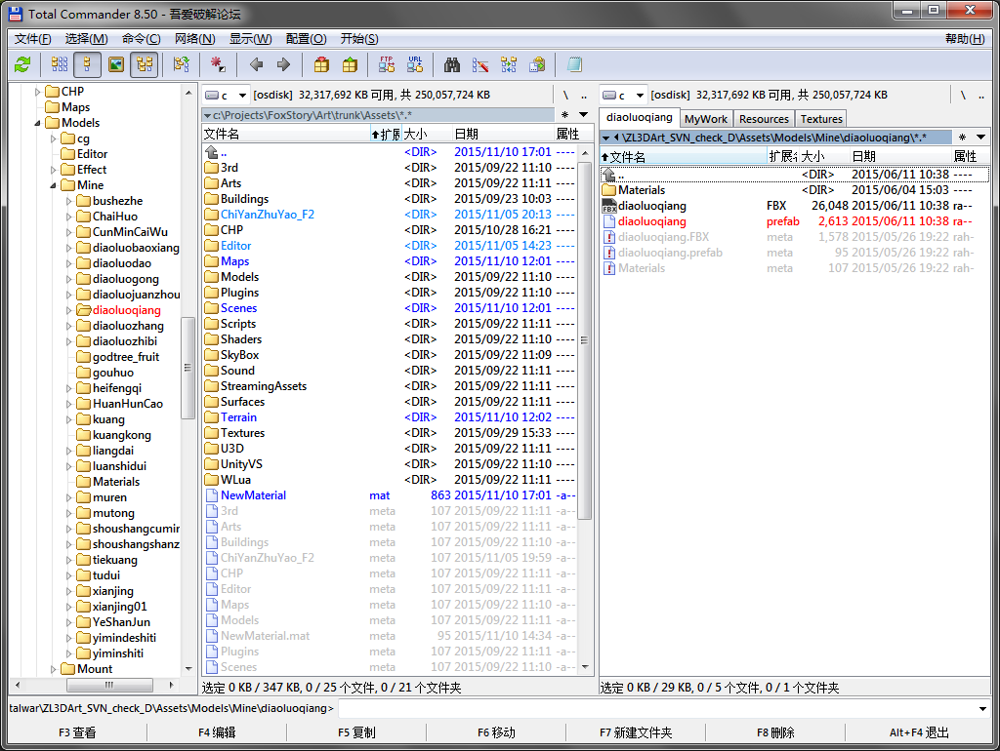 Total Commander 8.50 - 吾爱破解论坛
文件(F) 选择(M) 命令(C) 网络(N) 显示(W) 配置(O) 开始(S) 帮助(H)
FTP URL
CHP
Maps
Models
cg
Editor
Effect
Mine
bushezhe
ChaiHuo
CunMinCaiWu
diaoluobaoxiang
diaoluodao
diaoluogong
diaoluojuanzhou
diaoluoqiang
diaoluozhang
diaoluozhibi
godtree_fruit
gouhuo
heifengqi
HuanHunCao
kuang
kuangkong
liangdai
luanshidui
Materials
muren
mutong
shoushangcumir
shoushangshanz
tiekuang
tudui
xianjing
xianjing01
YeShanJun
yimindeshiti
yiminshiti
Mount
c [osdisk] 32,317,692 KB 可用, 共 250,057,724 KB \ ..
c:\Projects\FoxStory\Art\trunk\Assets\*.* *
文件名 扩展 大小 日期 属性
.. <DIR> 2015/11/10 17:01 ----
3rd <DIR> 2015/09/22 11:10 ----
Arts <DIR> 2015/09/22 11:11 ----
Buildings <DIR> 2015/09/23 10:03 ----
ChiYanZhuYao_F2 <DIR> 2015/11/05 20:13 ----
CHP <DIR> 2015/10/28 16:21 ----
Editor <DIR> 2015/11/05 14:23 ----
Maps <DIR> 2015/11/10 12:01 ----
Models <DIR> 2015/09/22 11:10 ----
Plugins <DIR> 2015/09/22 11:10 ----
Scenes <DIR> 2015/11/10 12:01 ----
Scripts <DIR> 2015/09/22 11:11 ----
Shaders <DIR> 2015/09/22 11:10 ----
SkyBox <DIR> 2015/09/22 11:09 ----
Sound <DIR> 2015/09/22 11:11 ----
StreamingAssets <DIR> 2015/09/22 11:11 ----
Surfaces <DIR> 2015/09/22 11:11 ----
Terrain <DIR> 2015/11/10 12:02 ----
Textures <DIR> 2015/09/29 15:33 ----
U3D <DIR> 2015/09/22 11:11 ----
UnityVS <DIR> 2015/09/22 11:10 ----
WLua <DIR> 2015/09/22 11:11 ----
NewMaterial mat 863 2015/11/10 17:01 -a--
3rd meta 107 2015/09/22 11:11 -a--
Arts meta 107 2015/09/22 11:11 -a--
Buildings meta 107 2015/09/22 11:10 -a--
ChiYanZhuYao_F2 meta 107 2015/11/05 19:59 -a--
CHP meta 107 2015/09/22 11:11 -a--
Editor meta 107 2015/09/22 11:11 -a--
Maps meta 107 2015/09/22 11:10 -a--
Models meta 107 2015/09/22 11:11 -a--
NewMaterial.mat meta 95 2015/11/10 14:34 -a--
Plugins meta 107 2015/09/22 11:11 -a--
Scenes meta 107 2015/09/22 11:10 -a--
选定 0 KB / 347 KB, 0 / 25 个文件, 0 / 21 个文件夹
c [osdisk] 32,317,692 KB 可用, 共 250,057,724 KB \ ..
diaoluoqiang MyWork Resources Textures
\ZL3DArt_SVN_check_D\Assets\Models\Mine\diaoluoqiang\*.* *
文件名 扩展名 大小 日期 属性
.. <DIR> 2015/06/11 10:38 ----
Materials <DIR> 2015/06/04 15:03 ----
FBX diaoluoqiang FBX 26,048 2015/06/11 10:38 ra--
diaoluoqiang prefab 2,613 2015/06/11 10:38 ra--
diaoluoqiang.FBX meta 1,578 2015/05/26 19:22 rah-
diaoluoqiang.prefab meta 95 2015/05/26 19:22 rah-
Materials meta 107 2015/05/26 19:22 rah-
选定 0 KB / 29 KB, 0 / 5 个文件, 0 / 1 个文件夹
talwar\ZL3DArt_SVN_check_D\Assets\Models\Mine\diaoluoqiang>
F3 查看 F4 编辑 F5 复制 F6 移动 F7 新建文件夹 F8 删除 Alt+F4 退出